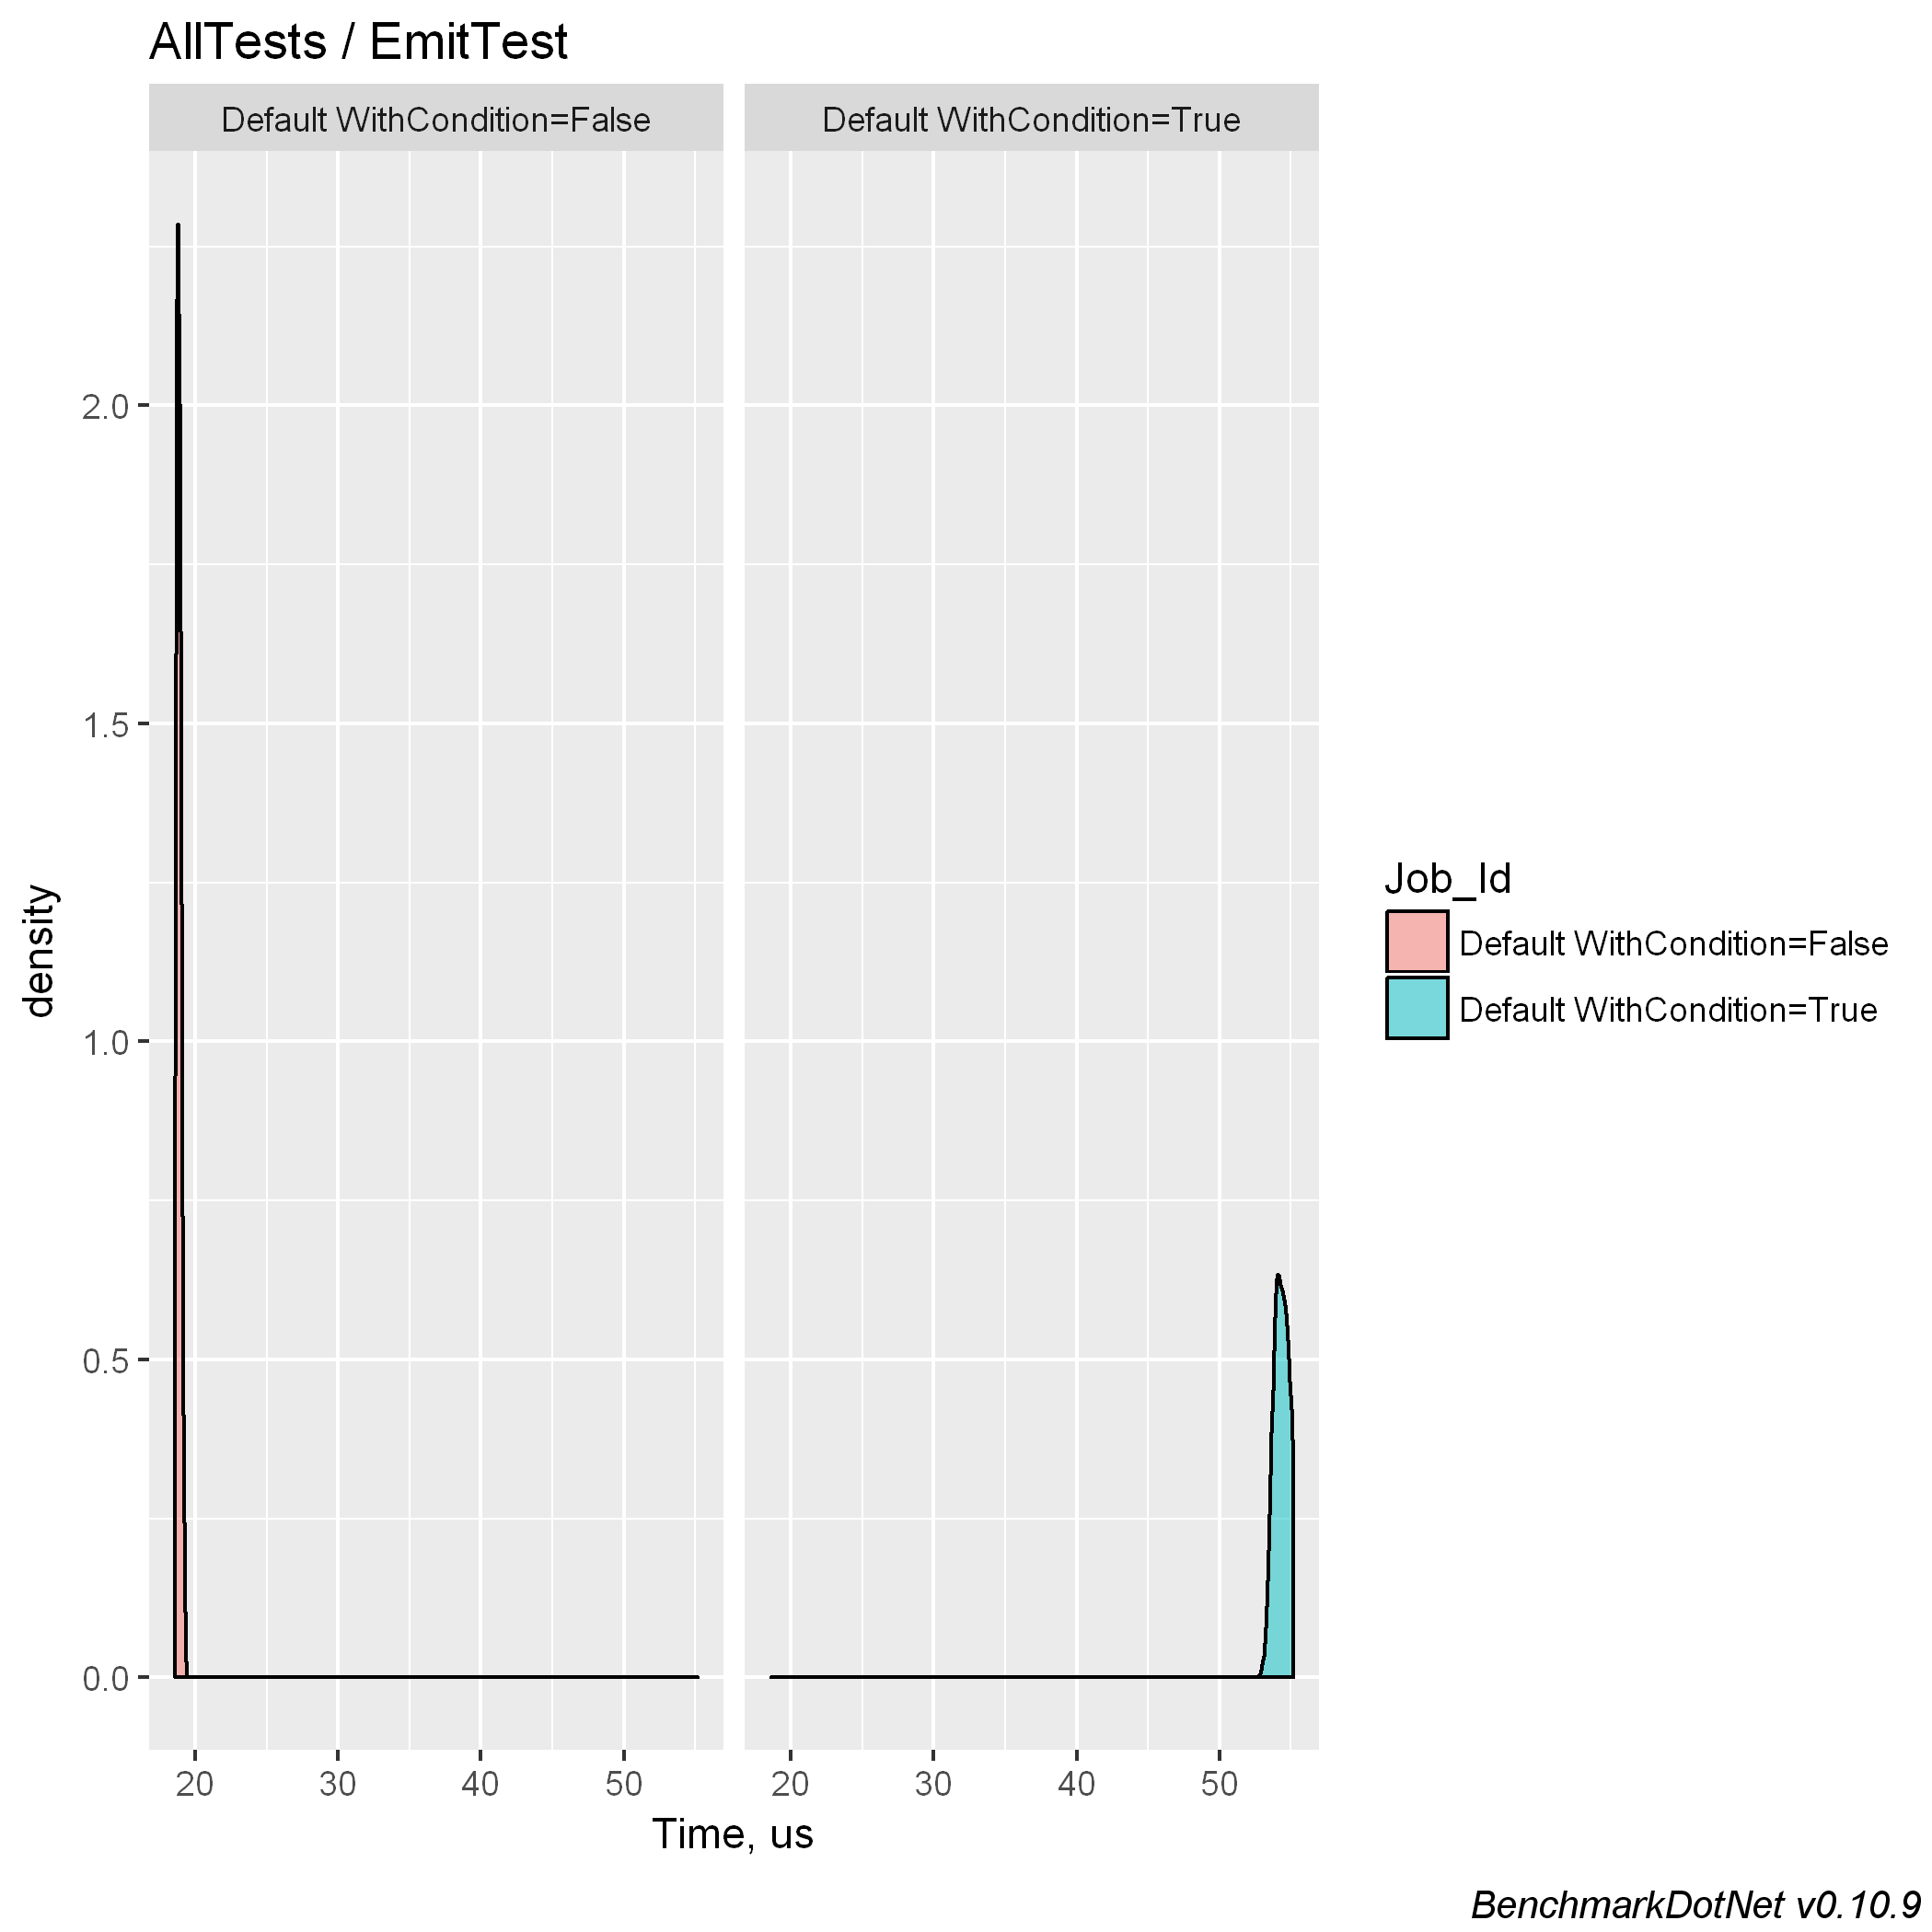 AllTests / EmitTest
Default WithCondition=False
Default WithCondition=True
density
2.0
1.5
1.0
0.5
0.0
20 30 40 50
20 30 40 50
Time, us
Job_Id
Default WithCondition=False
Default WithCondition=True
BenchmarkDotNet v0.10.9